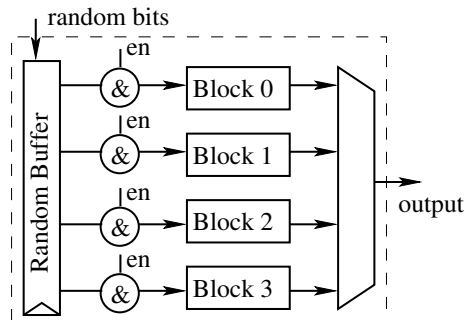 random bits
en
& Block 0
en
& Block 1
Random Buffer
en
& Block 2
output
en
& Block 3